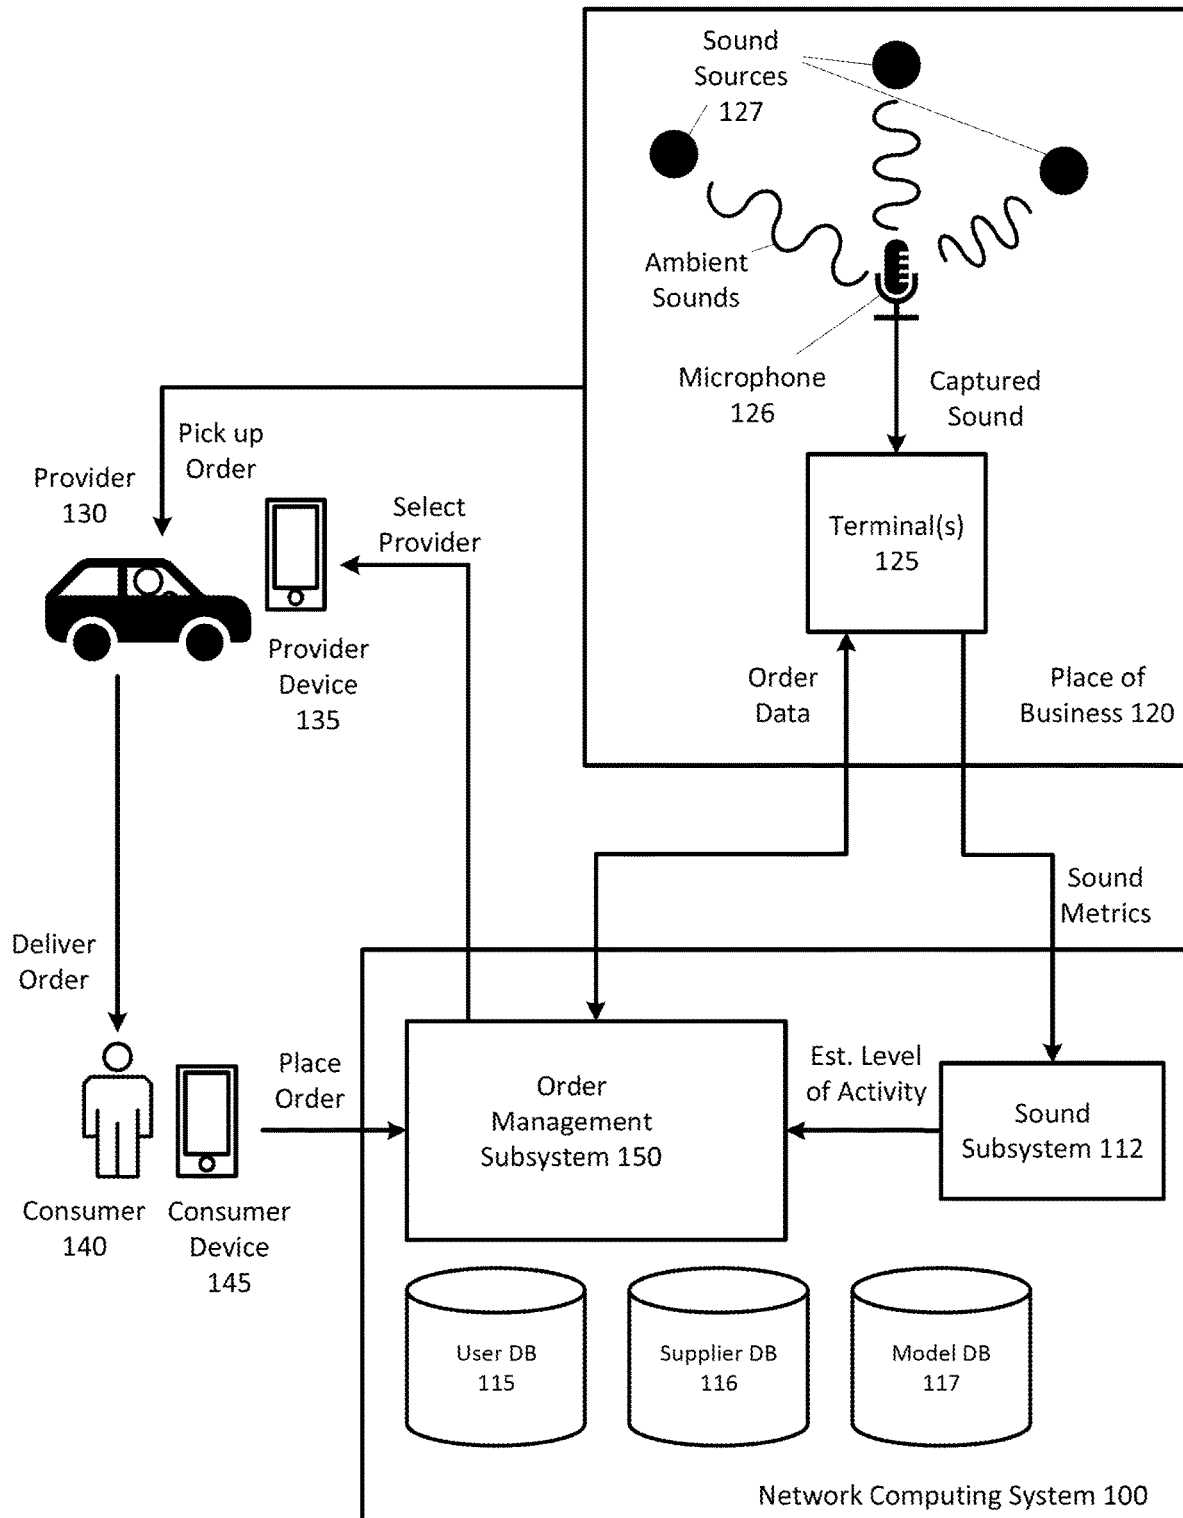 Sound
Sources
127
Ambient
Sounds
Microphone
126
Captured
Sound
Pick up
Order
Provider
130
Select
Provider
Terminal(s)
125
Provider
Device
135
Order
Data
Place of
Business 120
Sound
Metrics
Deliver
Order
Place
Order
Est. Level
of Activity
Order
Management
Subsystem 150
Sound
Subsystem 112
Consumer
140
Consumer
Device
145
User DB
115
Supplier DB
116
Model DB
117
Network Computing System 100